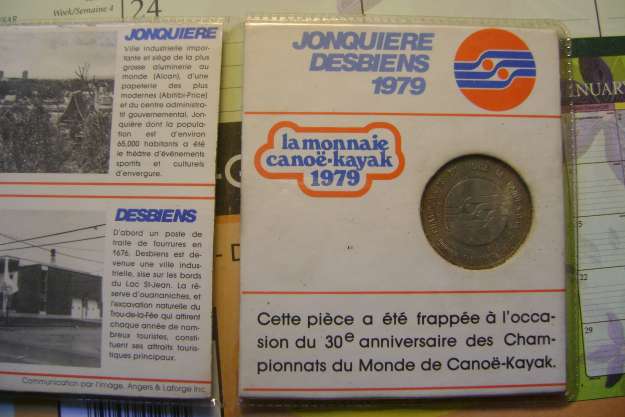 Week/Semaine 4
24
JONQUIÈRE
Ville industrielle impor-
tante et siège de la plus
grosse aluminerie au
monde (Alcan), d'une
papeterie des plus
modernes (Abitibi-Price) et
du centre administra-
tif gouvernemental. Jon-
quière dont la popula-
tion est d'environ
65,000 habitants a été
le théâtre d'événements
sportifs et culturels
d'envergure.
DESBIENS
D'abord un poste de
traite de fourrures en
1676, Desbiens est de-
venue une ville indus-
trielle, sise sur les bords
du Lac St-Jean. La ré-
serve d'ouananiches, et
l'excavation naturelle du
Trou-de-la-Fée qui attirent
chaque année de nom-
breux touristes, consti-
tuent ses attraits touris-
tiques principaux.
Communication par l'image, Angers & Laforge Inc.
JONQUIERE
DESBIENS
1979
la monnaie
canoë-kayak
1979
Cette pièce a été frappée à l'occa-
sion du 30e anniversaire des Cham-
pionnats du Monde de Canoë-Kayak.
22
29